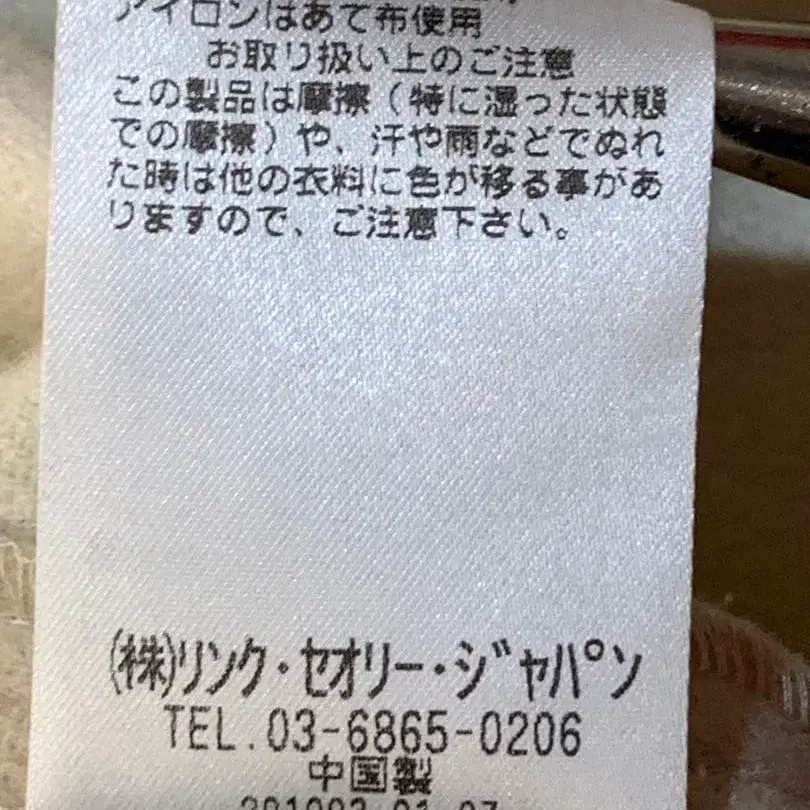 アイロンはあて布使用
お取り扱い上のご注意
この製品は摩擦（特に湿った状態
での摩擦）や、汗や雨などでぬれ
た時は他の衣料に色が移る事があ
りますので、ご注意下さい。
(株)リンク・セオリー・ジャパン
TEL.03-6865-0206
中国製